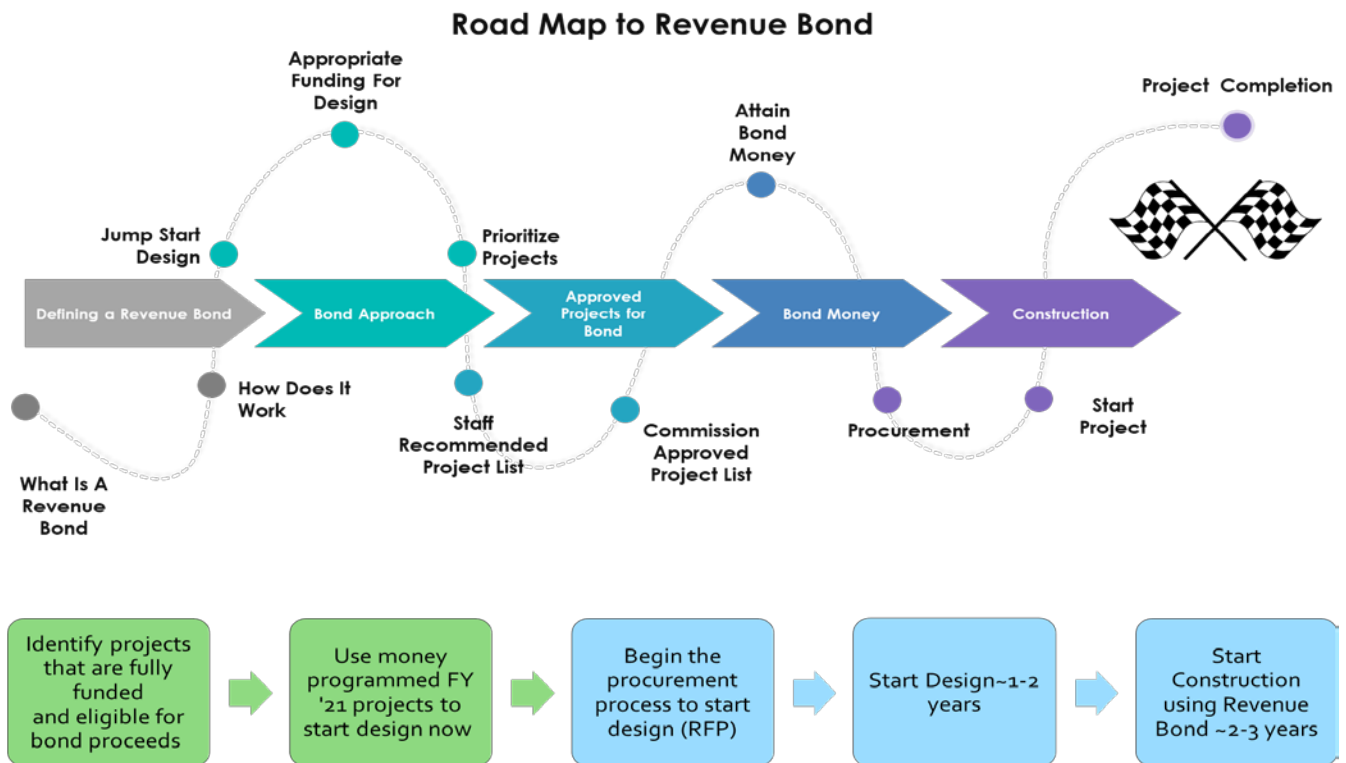 Road Map to Revenue Bond
Appropriate
Funding For
Design
Attain
Bond
Money
Project Completion
Jump Start
Design
Prioritize
Projects
Defining a Revenue Bond
Bond Approach
Approved
Projects for
Bond
Bond Money
Construction
How Does It
Work
What Is A
Revenue
Bond
Staff
Recommended
Project List
Commission
Approved
Project List
Procurement
Start
Project
Identify projects
that are fully
funded
and eligible for
bond proceeds
Use money
programmed FY
'21 projects to
start design now
Begin the
procurement
process to start
design (RFP)
Start Design~1-2
years
Start
Construction
using Revenue
Bond ~2-3 years